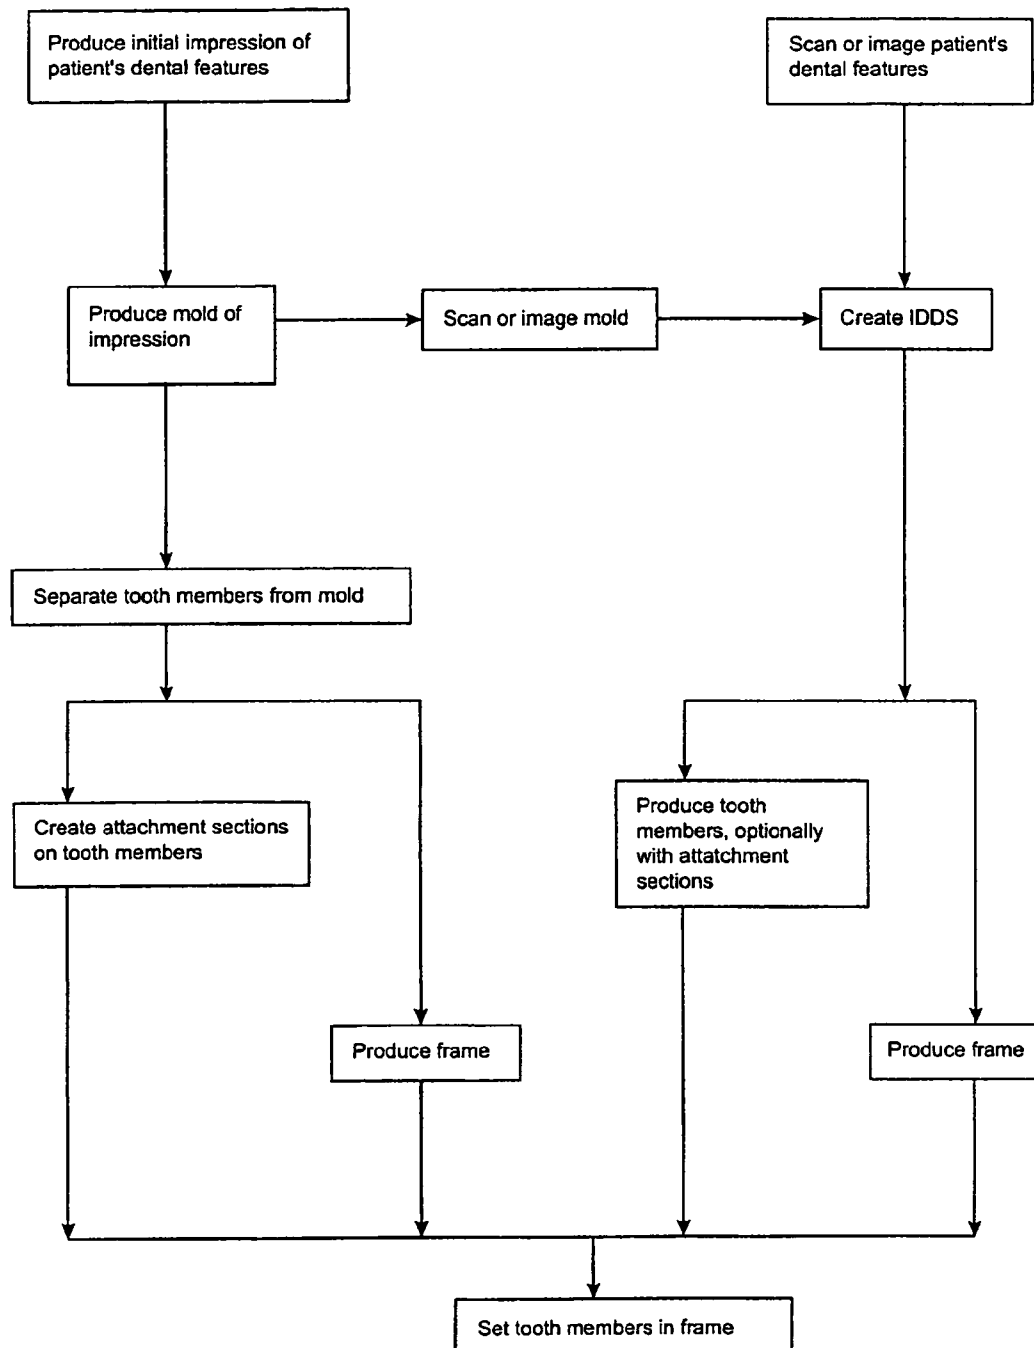 Produce initial impression of
patient's dental features
Scan or image patient's
dental features
Produce mold of
impression
Scan or image mold
Create IDDS
Separate tooth members from mold
Create attachment sections
on tooth members
Produce tooth
members, optionally
with attatchment
sections
Produce frame
Produce frame
Set tooth members in frame